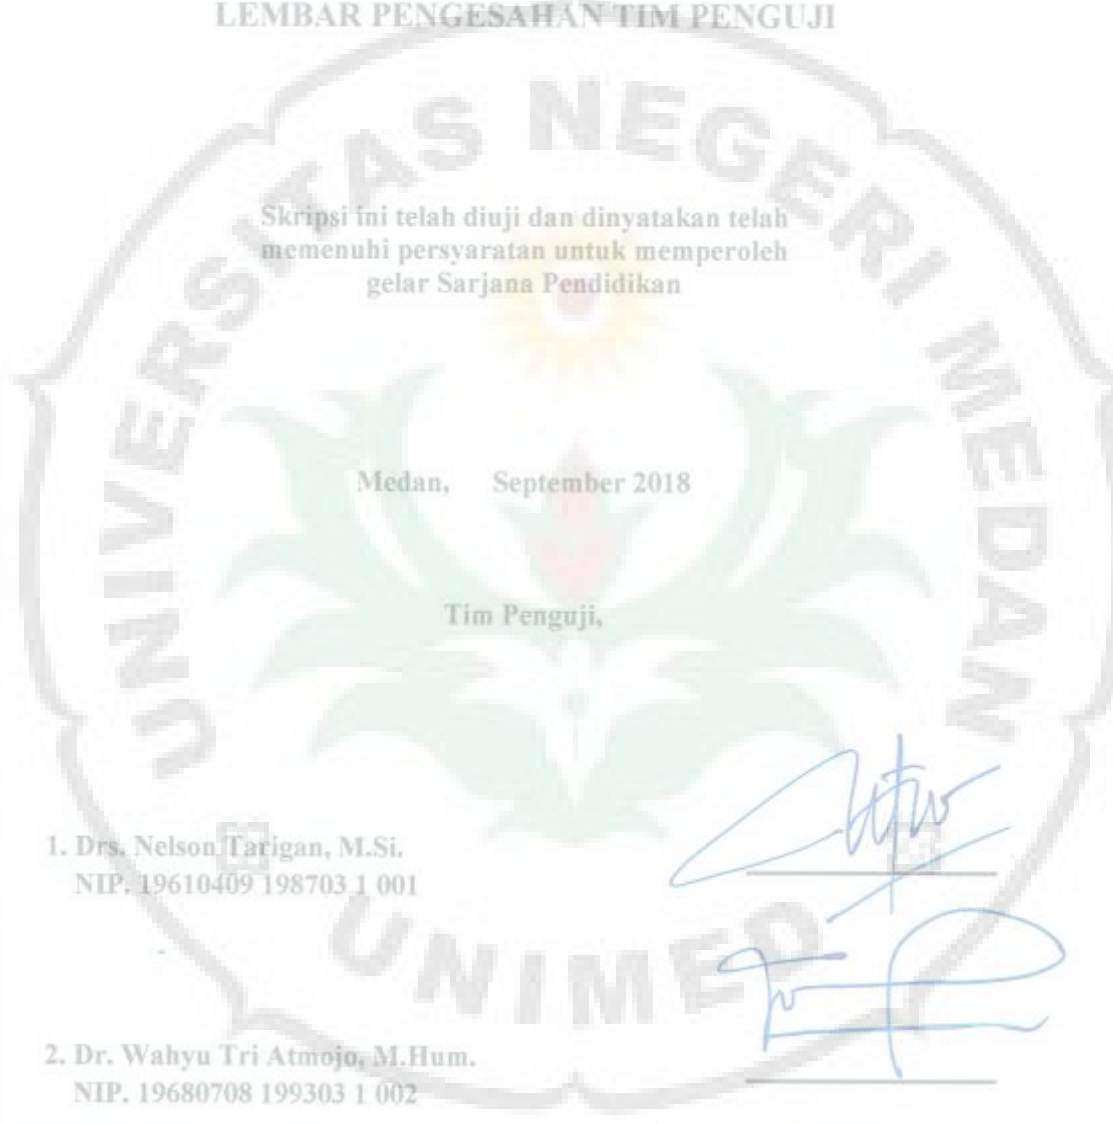 LEMBAR PENGESAHAN TIM PENGUJI
UNIVERSITAS NEGERI MEDAN
Skripsi ini telah diuji dan dinyatakan telah
memenuhi persyaratan untuk memperoleh
gelar Sarjana Pendidikan
Medan, September 2018
Tim Penguji,
1. Drs. Nelson Tarigan, M.Si.
NIP. 19610409 198703 1 001
UNIMED
2. Dr. Wahyu Tri Atmojo, M.Hum.
NIP. 19680708 199303 1 002